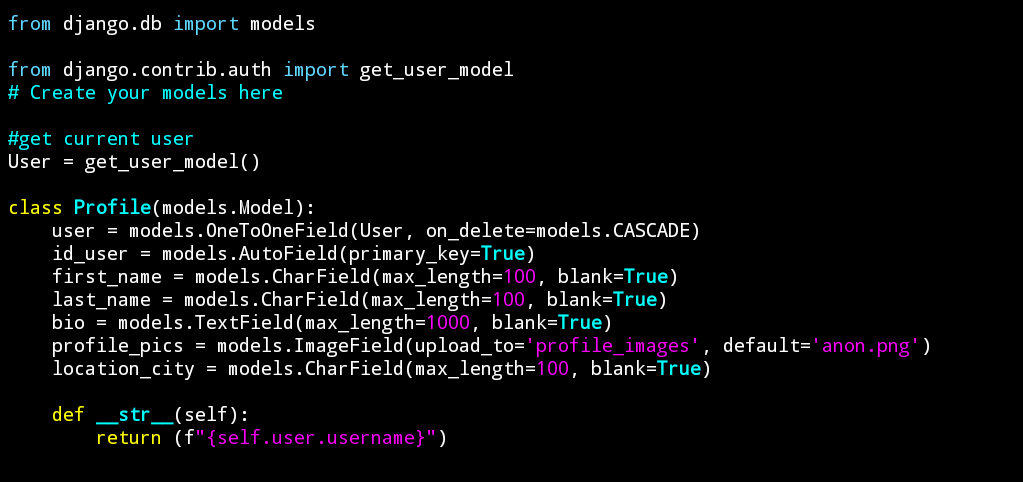 from django.db import models
from django.contrib.auth import get_user_model
# Create your models here
#get current user
User = get_user_model()
class Profile(models.Model):
    user = models.OneToOneField(User, on_delete=models.CASCADE)
    id_user = models.AutoField(primary_key=True)
    first_name = models.CharField(max_length=100, blank=True)
    last_name = models.CharField(max_length=100, blank=True)
    bio = models.TextField(max_length=1000, blank=True)
    profile_pics = models.ImageField(upload_to='profile_images', default='anon.png')
    location_city = models.CharField(max_length=100, blank=True)
    def __str__(self):
        return (f"{self.user.username}")